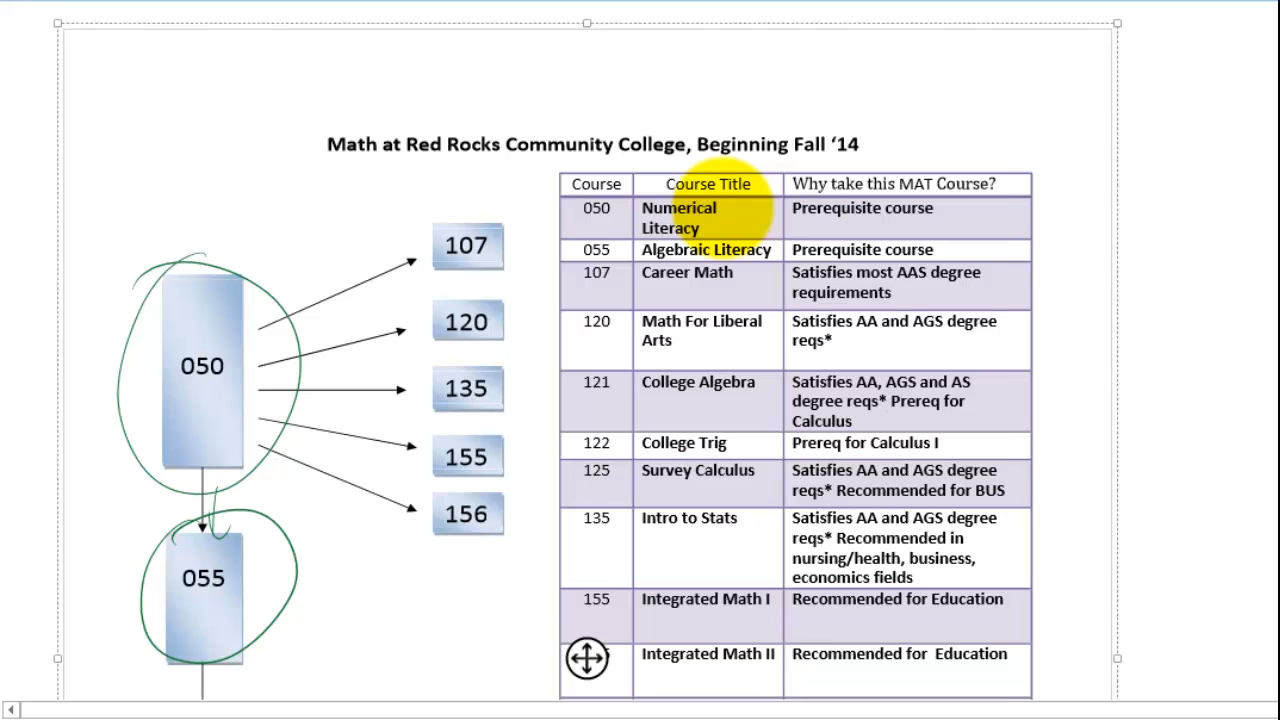 Math at Red Rocks Community College, Beginning Fall ‘14
107
120
050
135
155
156
055
Course Course Title Why take this MAT Course?
050 Numerical Prerequisite course
Literacy
055 Algebraic Literacy Prerequisite course
107 Career Math Satisfies most AAS degree
requirements
120 Math For Liberal Satisfies AA and AGS degree
Arts reqs*
121 College Algebra Satisfies AA, AGS and AS
degree reqs* Prereq for
Calculus
122 College Trig Prereq for Calculus I
125 Survey Calculus Satisfies AA and AGS degree
reqs* Recommended for BUS
135 Intro to Stats Satisfies AA and AGS degree
reqs* Recommended in
nursing/health, business,
economics fields
155 Integrated Math I Recommended for Education
Integrated Math II Recommended for Education